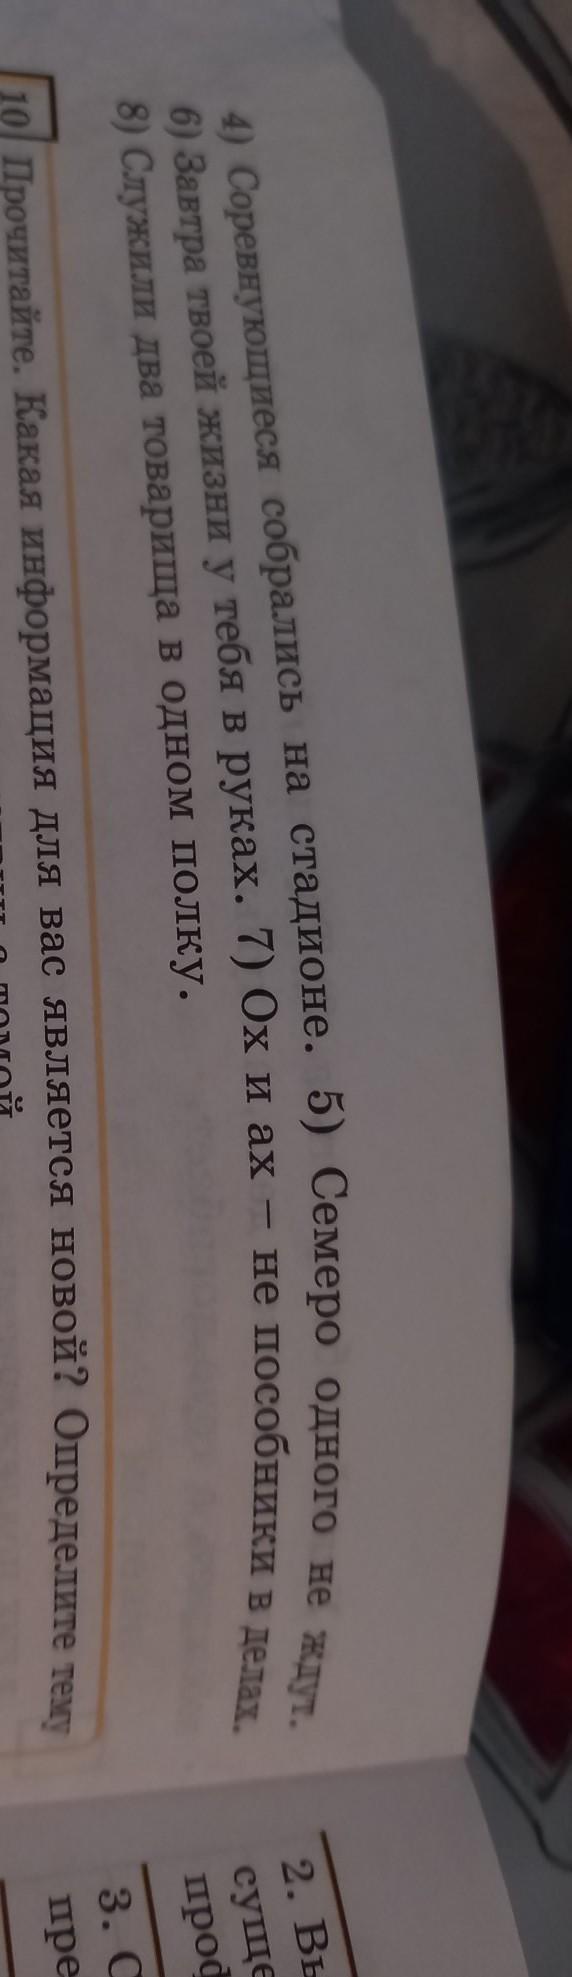 4) Соревнующиеся собрались на стадионе. 5) Семеро одного не ждут.
6) Завтра твоей жизни у тебя в руках. 7) Ох и ах – не пособники в делах.
8) Служили два товарища в одном полку.
10 Прочитайте. Какая информация для вас является новой? Определите тему
с темой
2. Вы
суще
проф
3. С
пре